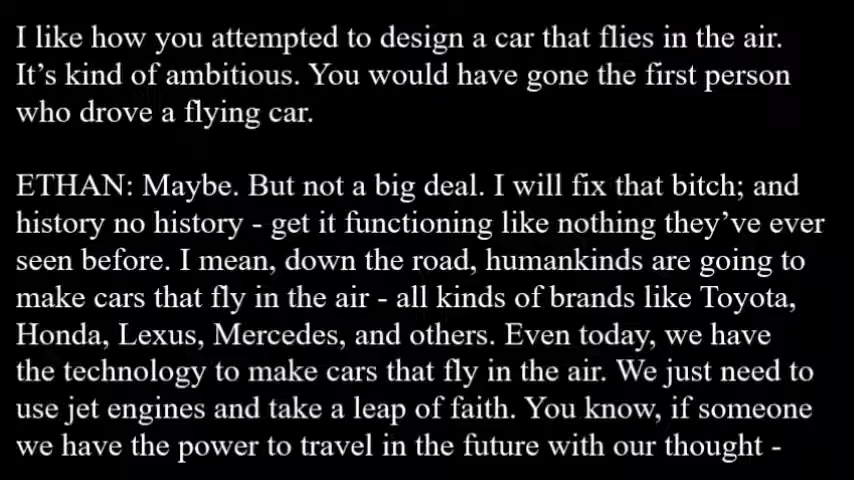 I like how you attempted to design a car that flies in the air.
It’s kind of ambitious. You would have gone the first person
who drove a flying car.
ETHAN: Maybe. But not a big deal. I will fix that bitch; and
history no history - get it functioning like nothing they’ve ever
seen before. I mean, down the road, humankinds are going to
make cars that fly in the air - all kinds of brands like Toyota,
Honda, Lexus, Mercedes, and others. Even today, we have
the technology to make cars that fly in the air. We just need to
use jet engines and take a leap of faith. You know, if someone
we have the power to travel in the future with our thought -